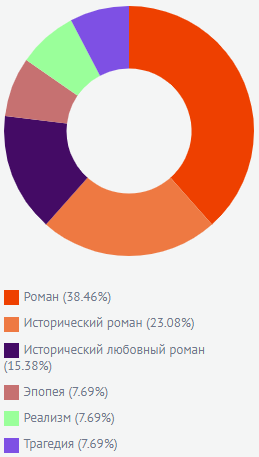 Роман (38.46%)
Исторический роман (23.08%)
Исторический любовный роман
(15.38%)
Эпопея (7.69%)
Реализм (7.69%)
Трагедия (7.69%)